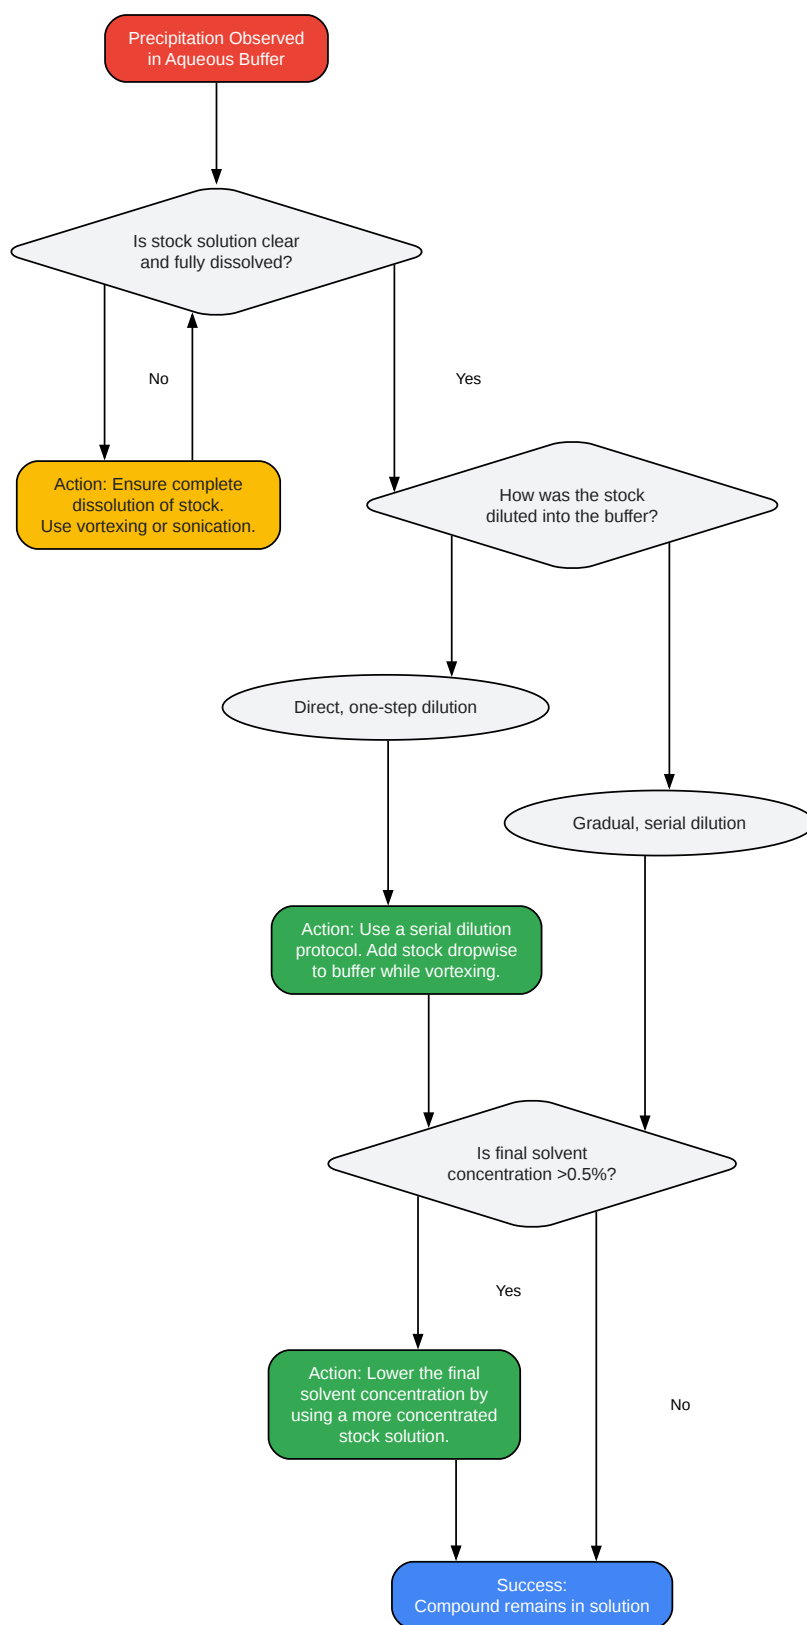 Precipitation Observed
in Aqueous Buffer
Is stock solution clear
and fully dissolved?
No
Yes
Action: Ensure complete
dissolution of stock.
Use vortexing or sonication.
How was the stock
diluted into the buffer?
Direct, one-step dilution
Gradual, serial dilution
Action: Use a serial dilution
protocol. Add stock dropwise
to buffer while vortexing.
Is final solvent
concentration >0.5%?
Yes
Action: Lower the final
solvent concentration by
using a more concentrated
stock solution.
No
Success:
Compound remains in solution